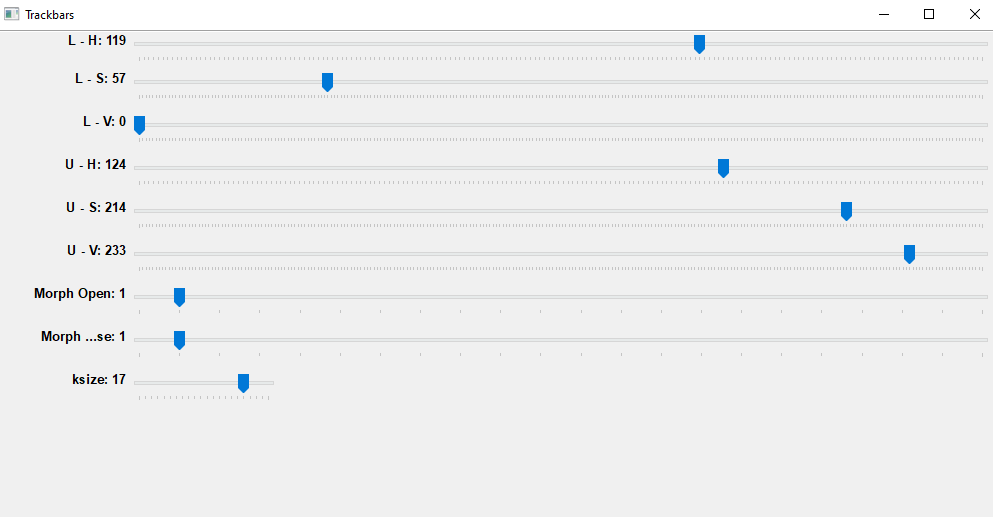 Trackbars
L - H: 119
L - S: 57
L - V: 0
U - H: 124
U - S: 214
U - V: 233
Morph Open: 1
Morph ...se: 1
ksize: 17